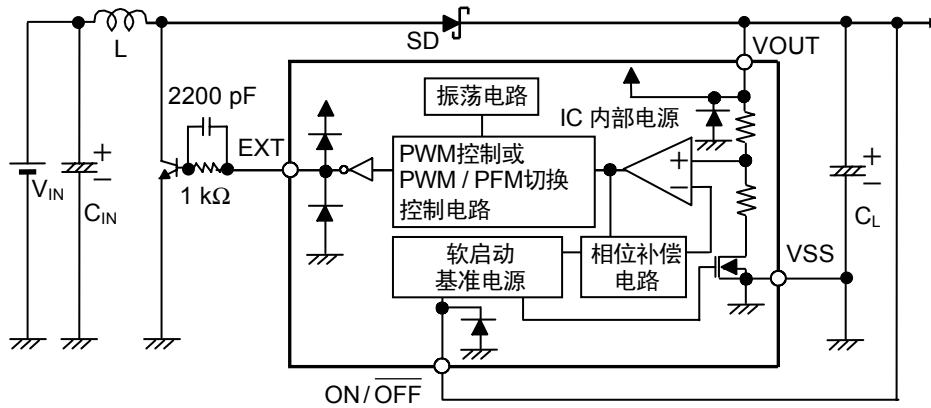 SD
L
VOUT
2200 pF
振荡电路
IC 内部电源
EXT
PWM控制或
PWM / PFM切换
控制电路
+
−
VIN
+
−
CIN
1 kΩ
+
−
CL
软启动
基准电源
相位补偿
电路
VSS
ON/OFF